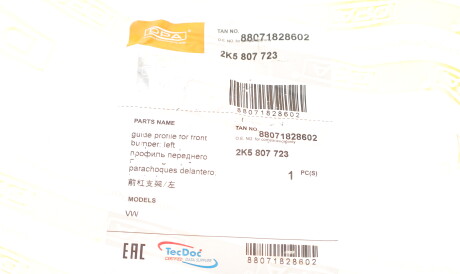 TAN NO. 88071828602
2K5 807 723
88071828602
PARTS NAME
guide profile for front
bumper: left
профиль переднего
parachoques delantero
前杠支架/左
TAN NO. 88071828602
2K5 807 723
1 PC(S)
MODELS
VW
EAC
TecDoc
88071828602